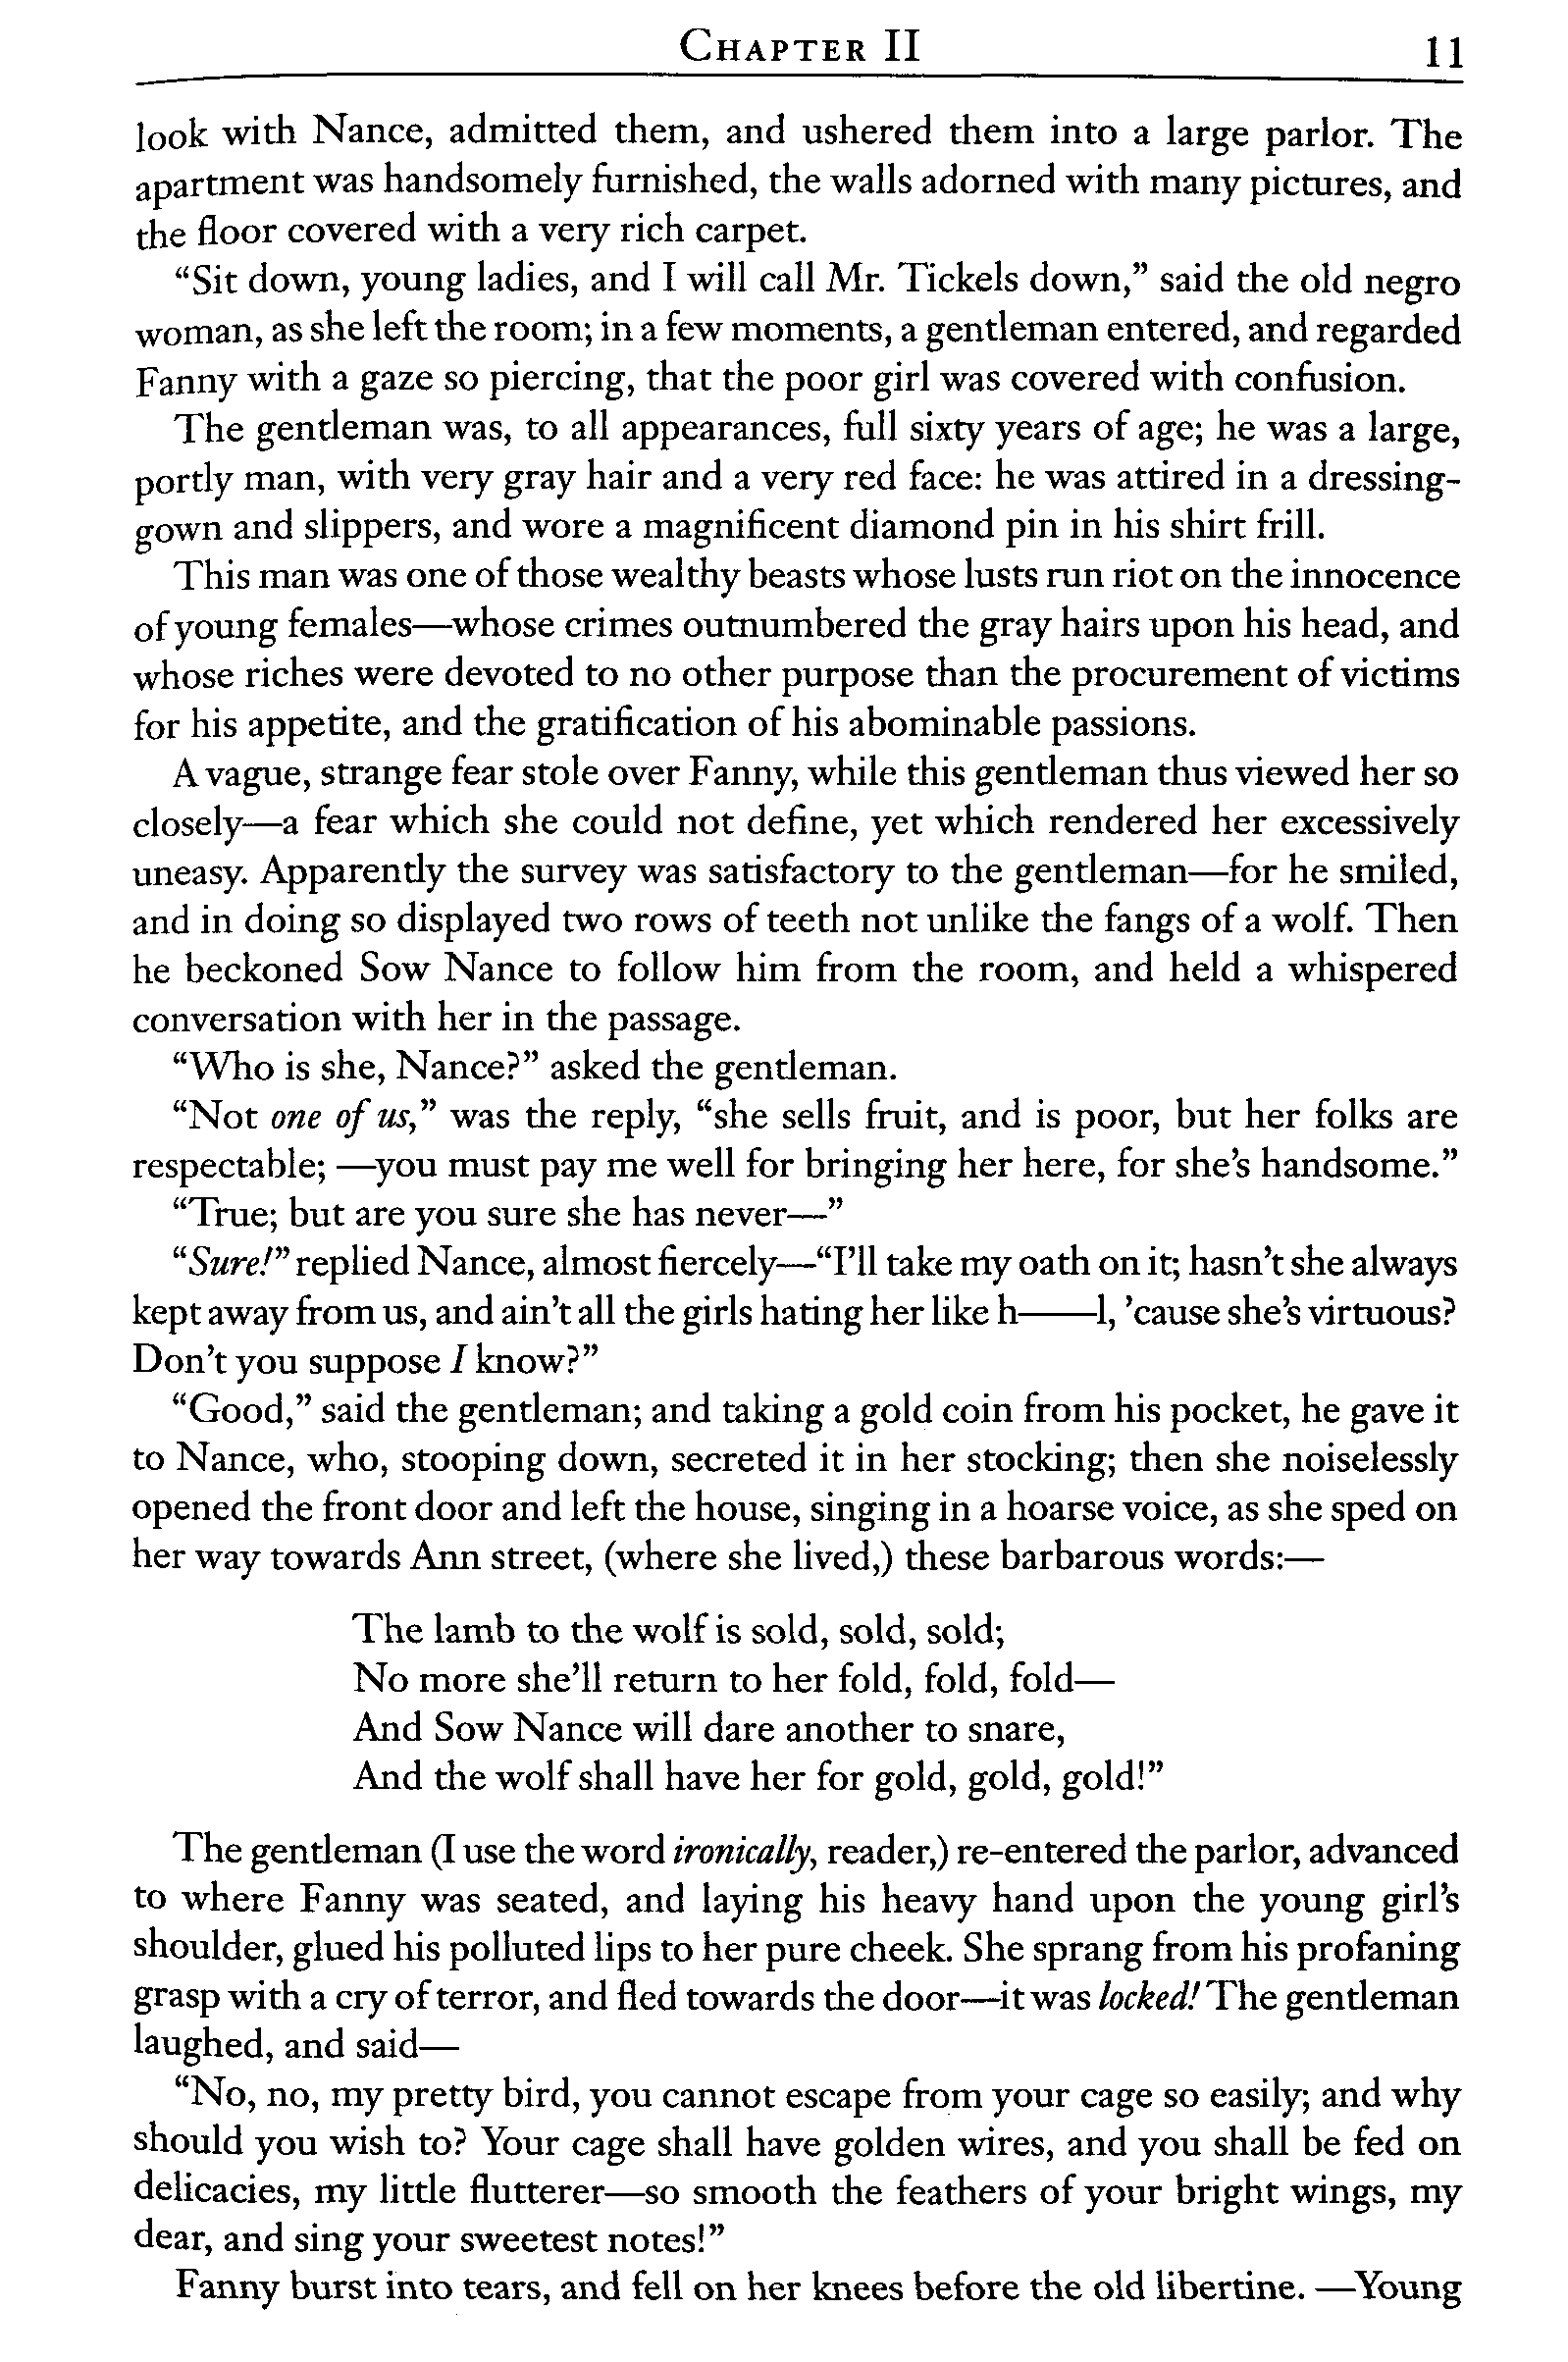 CHAPTER II 11
look with Nance, admitted them, and ushered them into a large parlor. The
apartment was handsomely furnished, the walls adorned with many pictures, and
the floor covered with a very rich carpet.
“Sit down, young ladies, and I will call Mr. Tickels down,” said the old negro
woman, as she left the room; in a few moments, a gentleman entered, and regarded
Fanny with a gaze so piercing, that the poor girl was covered with confusion.
The gentleman was, to all appearances, full sixty years of age; he was a large,
portly man, with very gray hair and a very red face: he was attired in a dressing-
gown and slippers, and wore a magnificent diamond pin in his shirt frill.
This man was one of those wealthy beasts whose lusts run riot on the innocence
of young females—whose crimes outnumbered the gray hairs upon his head, and
whose riches were devoted to no other purpose than the procurement of victims
for his appetite, and the gratification of his abominable passions.
A vague, strange fear stole over Fanny, while this gentleman thus viewed her so
closely—a fear which she could not define, yet which rendered her excessively
uneasy. Apparently the survey was satisfactory to the gentleman—for he smiled,
and in doing so displayed two rows of teeth not unlike the fangs of a wolf. Then
he beckoned Sow Nance to follow him from the room, and held a whispered
conversation with her in the passage.
“Who is she, Nance?” asked the gentleman.
“Not one of us,” was the reply, “she sells fruit, and is poor, but her folks are
respectable; —you must pay me well for bringing her here, for she’s handsome.”
“True; but are you sure she has never—”
“Sure!” replied Nance, almost fiercely—“I’ll take my oath on it; hasn’t she always
kept away from us, and ain’t all the girls hating her like h——l, ’cause she’s virtuous?
Don’t you suppose I know?”
“Good,” said the gentleman; and taking a gold coin from his pocket, he gave it
to Nance, who, stooping down, secreted it in her stocking; then she noiselessly
opened the front door and left the house, singing in a hoarse voice, as she sped on
her way towards Ann street, (where she lived,) these barbarous words:—
The lamb to the wolf is sold, sold, sold;
No more she’ll return to her fold, fold, fold—
And Sow Nance will dare another to snare,
And the wolf shall have her for gold, gold, gold!”
The gentleman (I use the word ironically, reader,) re-entered the parlor, advanced
to where Fanny was seated, and laying his heavy hand upon the young girl’s
shoulder, glued his polluted lips to her pure cheek. She sprang from his profaning
grasp with a cry of terror, and fled towards the door—it was locked! The gentleman
laughed, and said—
“No, no, my pretty bird, you cannot escape from your cage so easily; and why
should you wish to? Your cage shall have golden wires, and you shall be fed on
delicacies, my little flutterer—so smooth the feathers of your bright wings, my
dear, and sing your sweetest notes!”
Fanny burst into tears, and fell on her knees before the old libertine. —Young